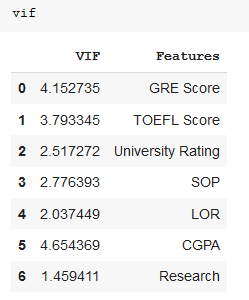 vif
VIF Features
0 4.152735 GRE Score
1 3.793345 TOEFL Score
2 2.517272 University Rating
3 2.776393 SOP
4 2.037449 LOR
5 4.654369 CGPA
6 1.459411 Research